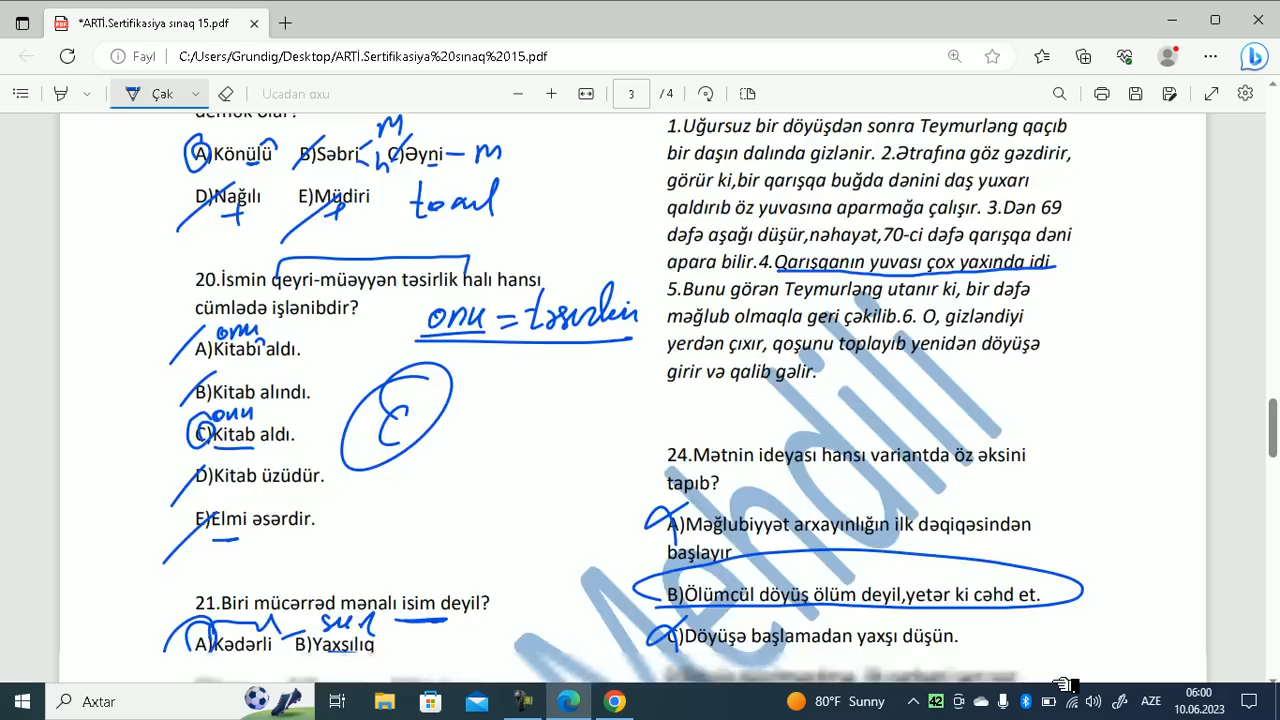 *ARTİ.Sertifikasiya sınaq 15.pdf
Fayl C:/Users/Grundig/Desktop/ARTİ.Sertifikasiya%20sınaq%2015.pdf
Çək Ucadan oxu 3 / 4
demək olar?
A)Könülü B)Səbri C)Əyni – m
m
h
D)Nağılı E)Müdiri
20.İsmin qeyri-müəyyən təsirlik halı hansı
cümlədə işlənibdir?
onu = təsirlik
onu
A)Kitabı aldı.
B)Kitab alındı.
onu
C)Kitab aldı.
C
D)Kitab üzüdür.
E)Elmi əsərdir.
21.Biri mücərrəd mənalı isim deyil?
A)Kədərli B)Yaxşılıq
1.Uğursuz bir döyüşdən sonra Teymurləng qaçıb
bir daşın dalında gizlənir. 2.Ətrafına göz gəzdirir,
görür ki,bir qarışqa buğda dənini daş yuxarı
qaldırıb öz yuvasına aparmağa çalışır. 3.Dən 69
dəfə aşağı düşür,nəhayət,70-ci dəfə qarışqa dəni
apara bilir.4.Qarışqanın yuvası çox yaxında idi
5.Bunu görən Teymurləng utanır ki, bir dəfə
məğlub olmaqla geri çəkilib.6. O, gizləndiyi
yerdən çıxır, qoşunu toplayıb yenidən döyüşə
girir və qalib gəlir.
24.Mətnin ideyası hansı variantda öz əksini
tapıb?
A)Məğlubiyyət arxayınlığın ilk dəqiqəsindən
başlayır
B)Ölümcül döyüş ölüm deyil,yetər ki cəhd et.
C)Döyüşə başlamadan yaxşı düşün.
Mehdili
Axtar
80°F Sunny
42
AZE
06:00
10.06.2023